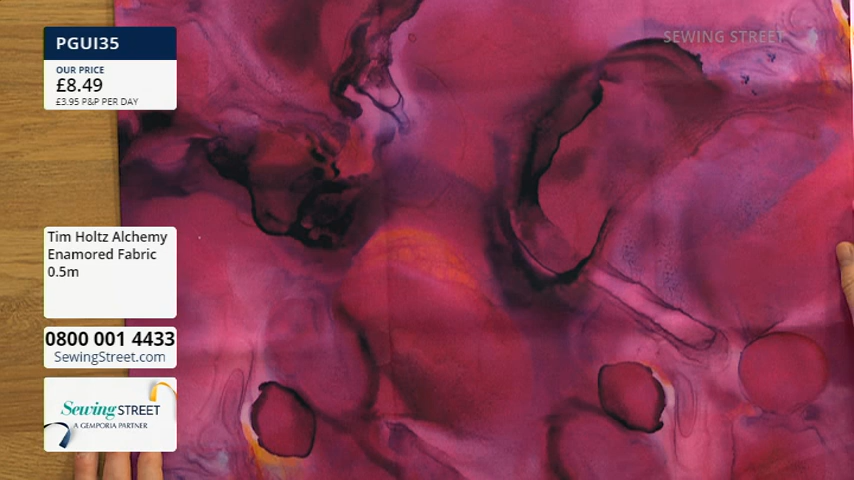 PGUI35
OUR PRICE
£8.49
£3.95 P&P PER DAY
SEWING STREET
Tim Holtz Alchemy
Enamored Fabric
0.5m
0800 001 4433
SewingStreet.com
Sewing STREET
A GEMPORIA PARTNER